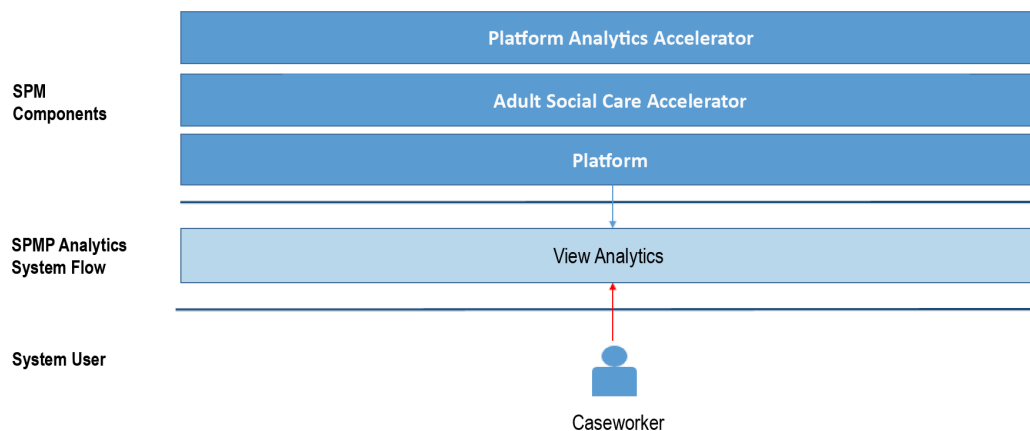 Platform Analytics Accelerator
SPM
Components
Adult Social Care Accelerator
Platform
SPMP Analytics
System Flow
View Analytics
System User
Caseworker